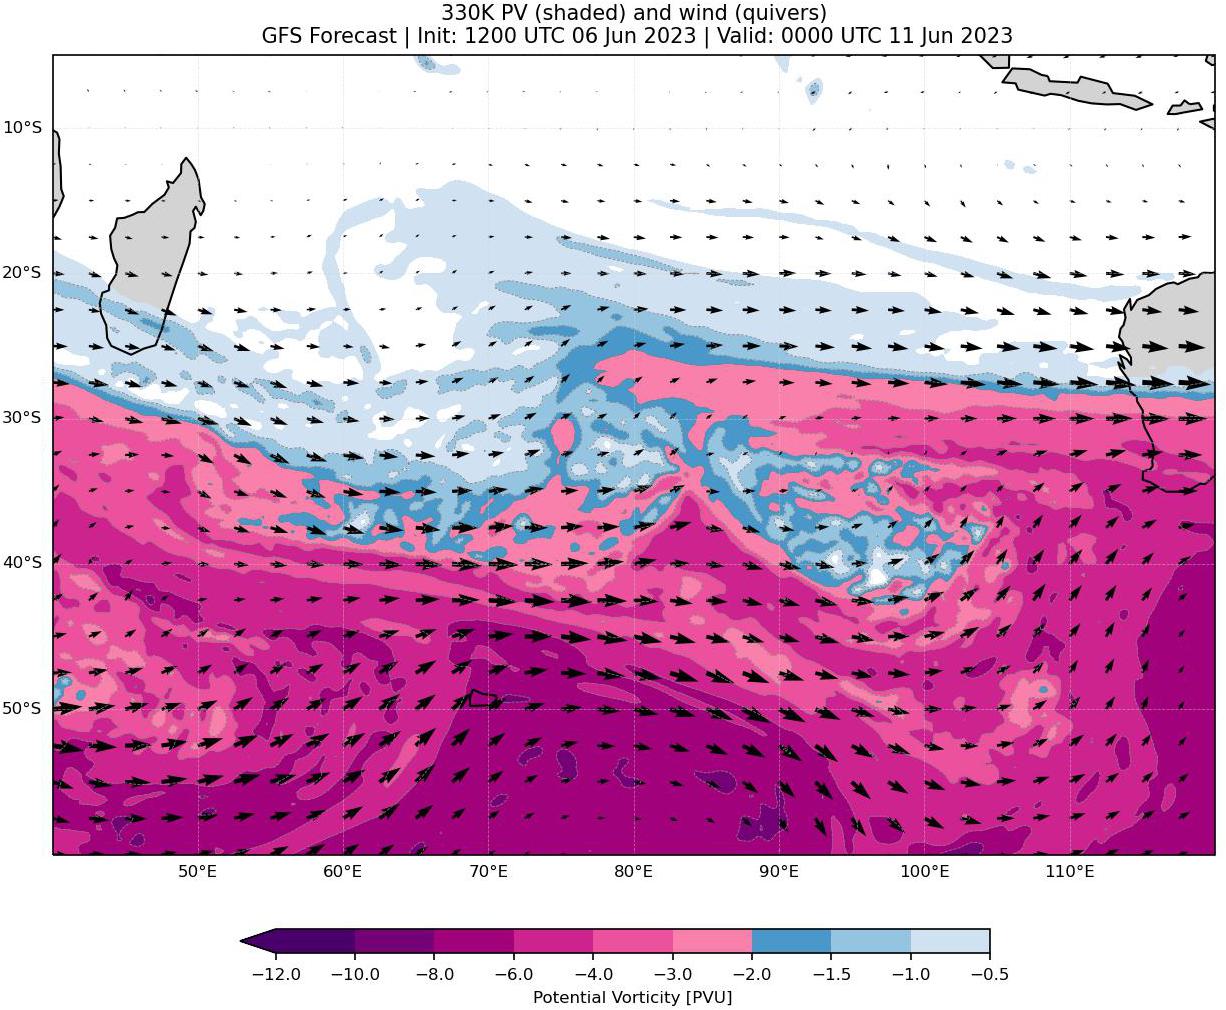 330K PV (shaded) and wind (quivers)
GFS Forecast | Init: 1200 UTC 06 Jun 2023 | Valid: 0000 UTC 11 Jun 2023
10°S
20°S
30°S
40°S
50°S
50°E 60°E 70°E 80°E 90°E 100°E 110°E
−12.0 −10.0 −8.0 −6.0 −4.0 −3.0 −2.0 −1.5 −1.0 −0.5
Potential Vorticity [PVU]